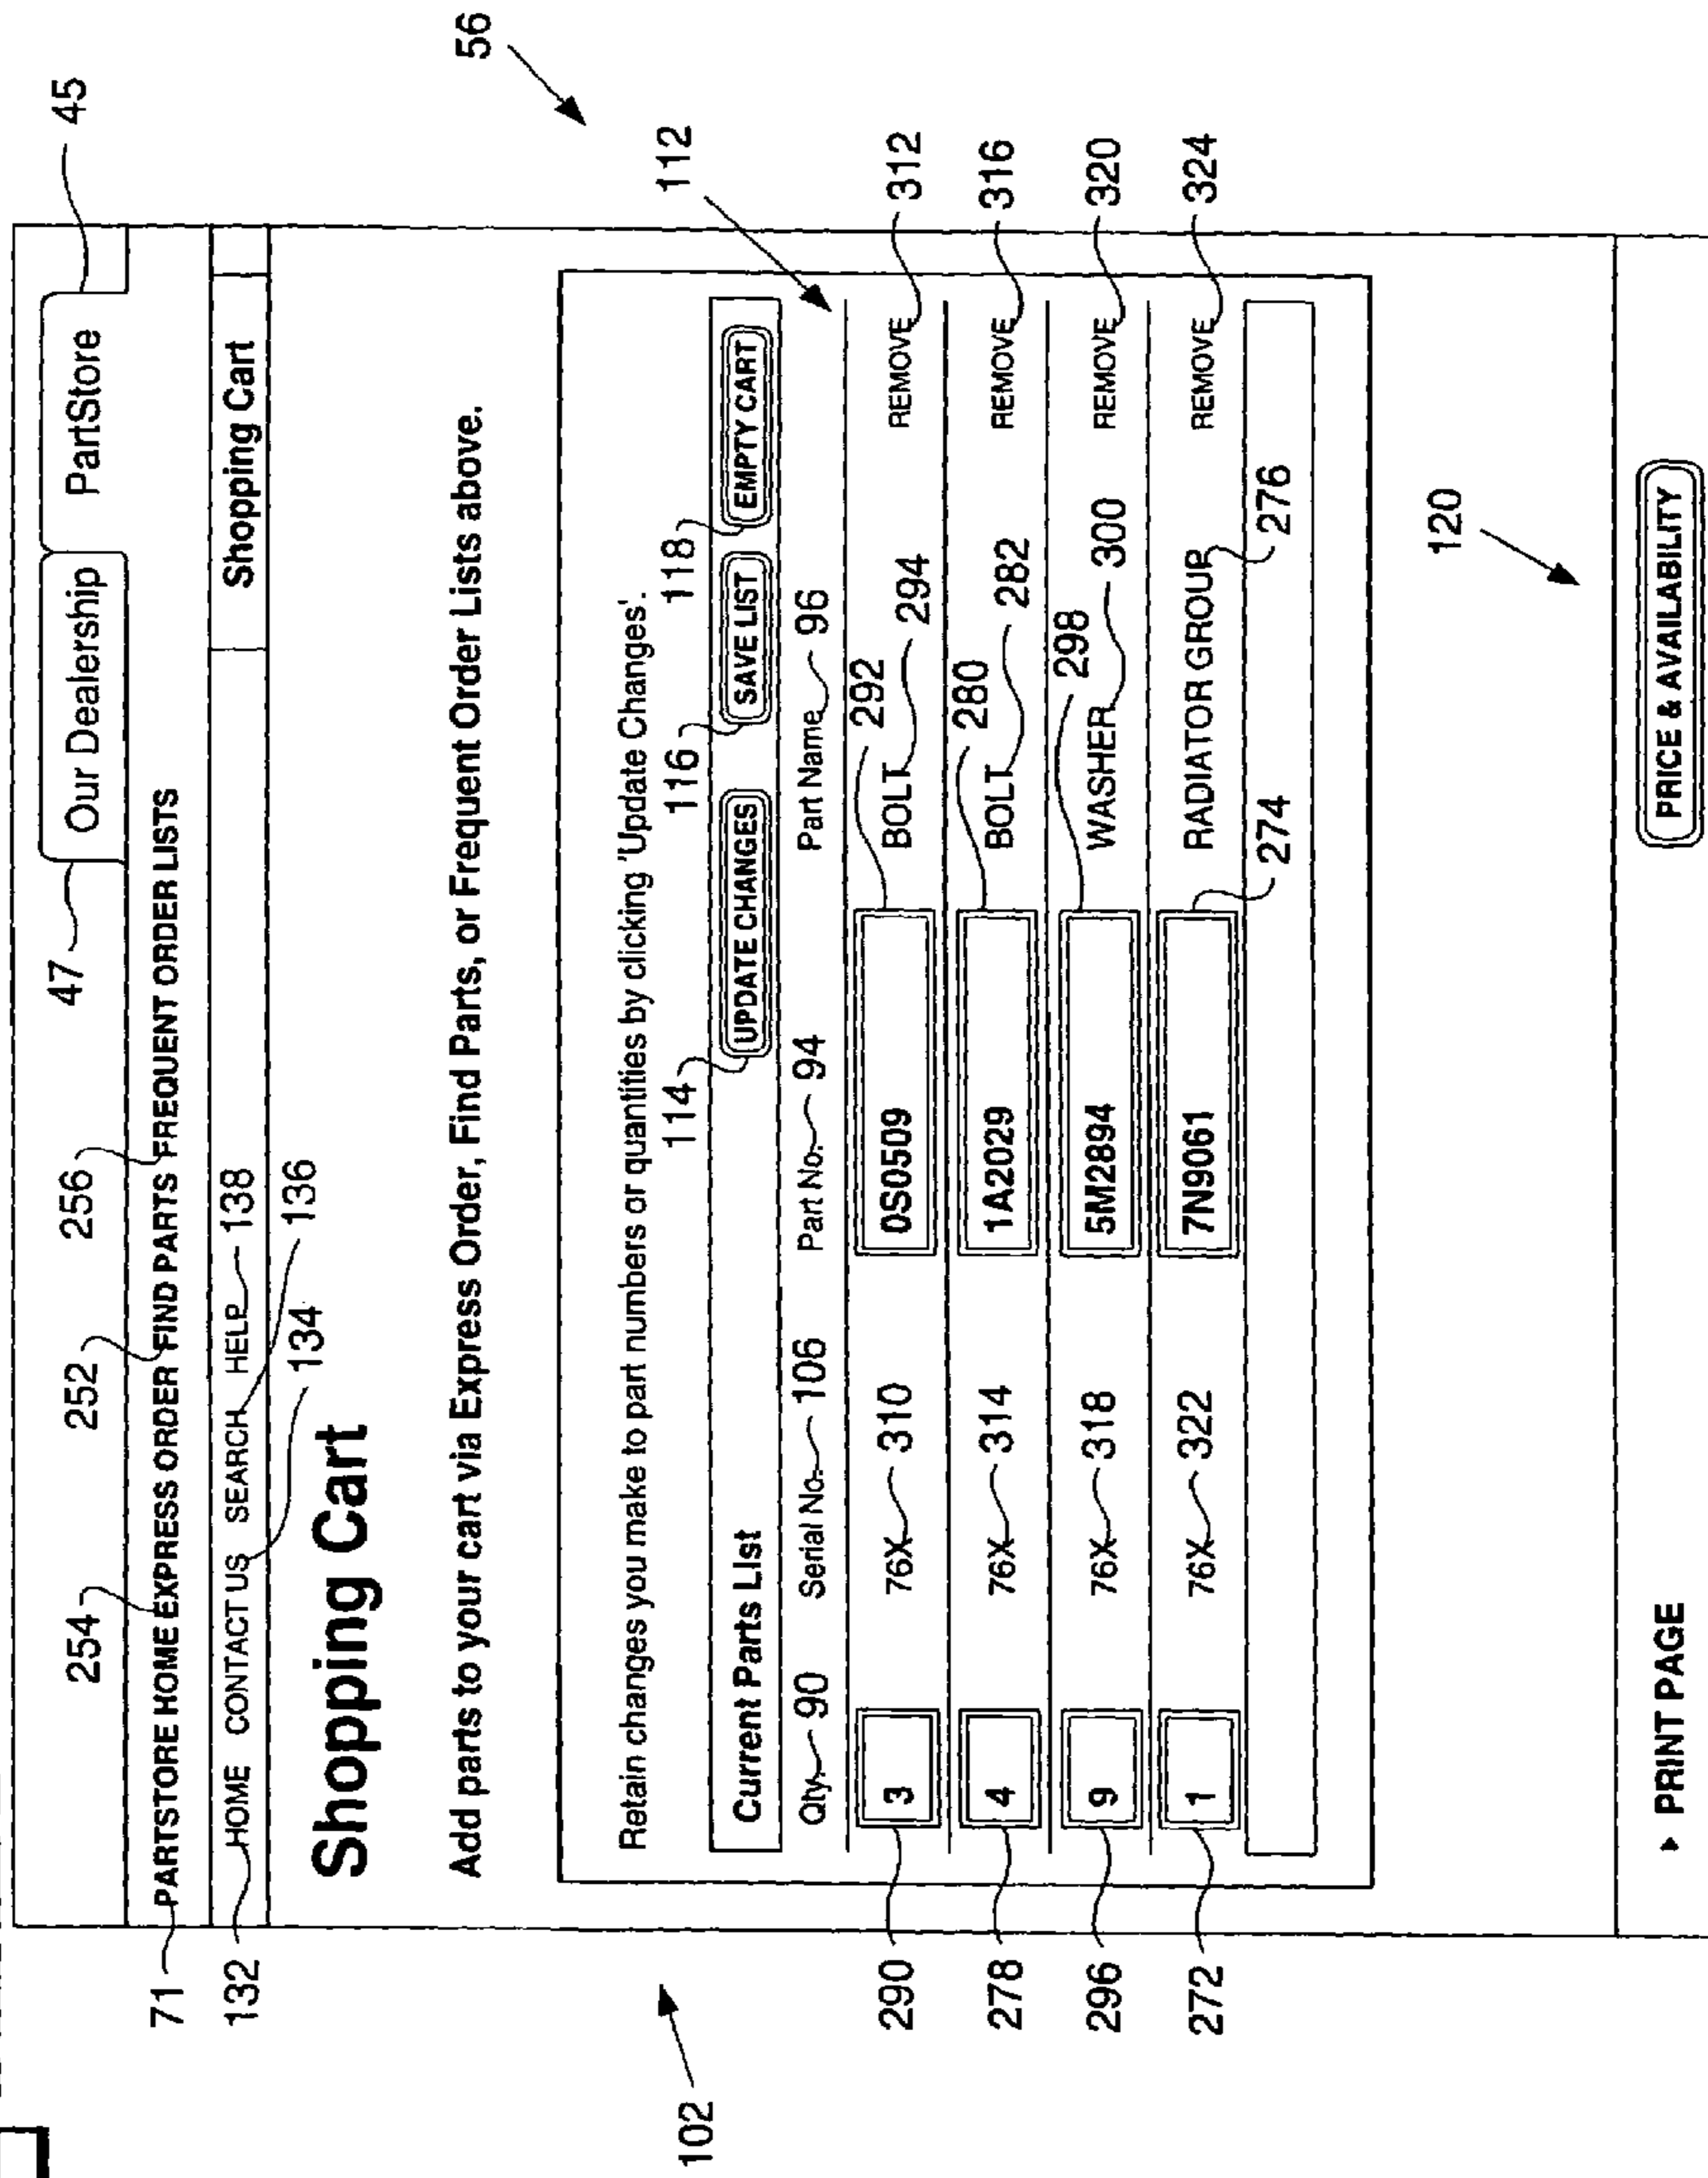 47 Our Dealership PartStore 45
254 252 256
71 PARTSTORE HOME EXPRESS ORDER FIND PARTS FREQUENT ORDER LISTS
132 HOME CONTACT US SEARCH HELP 138 Shopping Cart
134 136
Shopping Cart
Add parts to your cart via Express Order, Find Parts, or Frequent Order Lists above.
56
102
Retain changes you make to part numbers or quantities by clicking 'Update Changes'.
114 116 118 112
Current Parts List UPDATE CHANGES SAVE LIST EMPTY CART
Qty. 90 Serial No. 106 Part No. 94 Part Name 96
290 3 76X 310 0S0509 292 BOLT 294 REMOVE 312
278 4 76X 314 1A2029 280 BOLT 282 REMOVE 316
296 9 76X 318 5M2894 298 WASHER 300 REMOVE 320
272 1 76X 322 7N9061 RADIATOR GROUP REMOVE 324
274 276
120
PRINT PAGE PRICE & AVAILABILITY